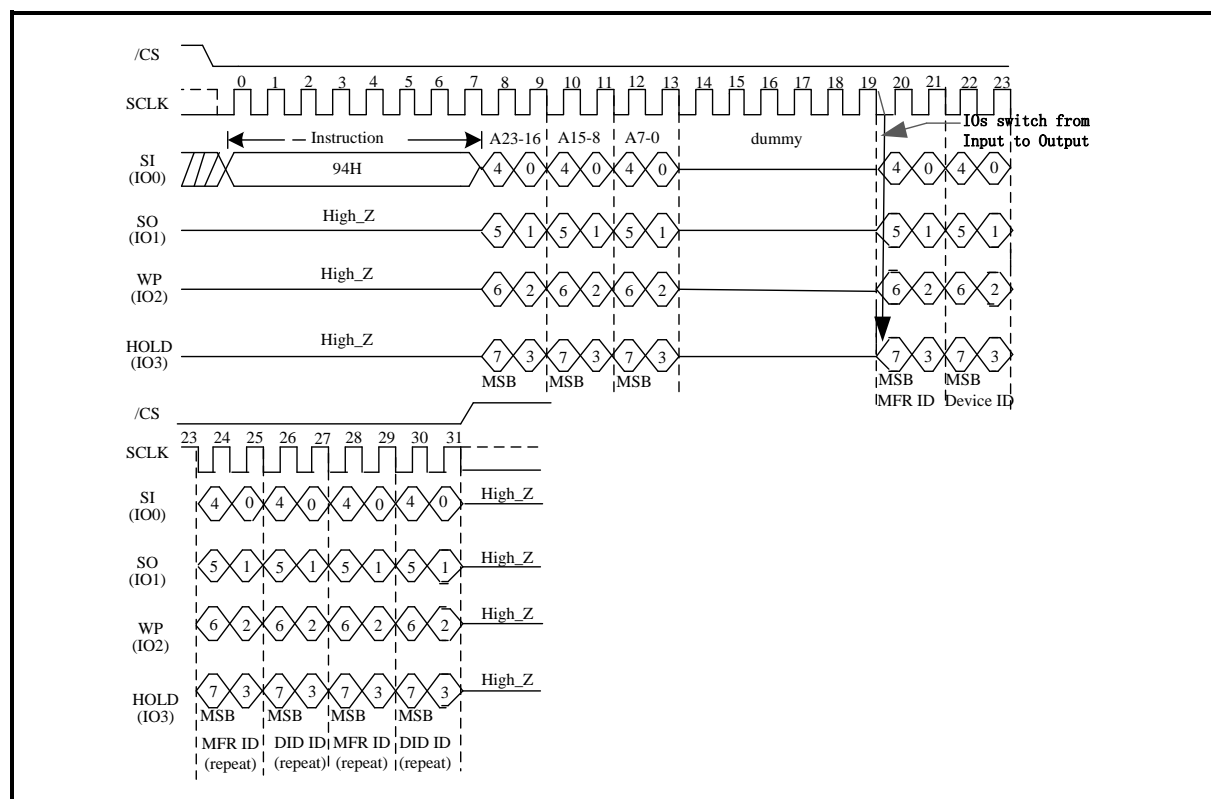 /CS
0 1 2 3 4 5 6 7 8 9 10 11 12 13 14 15 16 17 18 19 20 21 22 23
SCLK
IOs switch from
Input to Output
Instruction A23-16 A15-8 A7-0 dummy
SI
(IO0)
94H 4 0 4 0 4 0 4 0 4 0
SO
(IO1)
High_Z 5 1 5 1 5 1 5 1 5 1
WP
(IO2)
High_Z 6 2 6 2 6 2 6 2 6 2
HOLD
(IO3)
High_Z 7 3 7 3 7 3 7 3 7 3
MSB MSB MSB MSB MSB
MFR ID Device ID
/CS
23 24 25 26 27 28 29 30 31
SCLK
SI
(IO0)
4 0 4 0 4 0 4 0 High_Z
SO
(IO1)
5 1 5 1 5 1 5 1 High_Z
WP
(IO2)
6 2 6 2 6 2 6 2 High_Z
HOLD
(IO3)
7 3 7 3 7 3 7 3 High_Z
MSB MSB MSB MSB
MFR ID DID ID MFR ID DID ID
(repeat) (repeat) (repeat) (repeat)